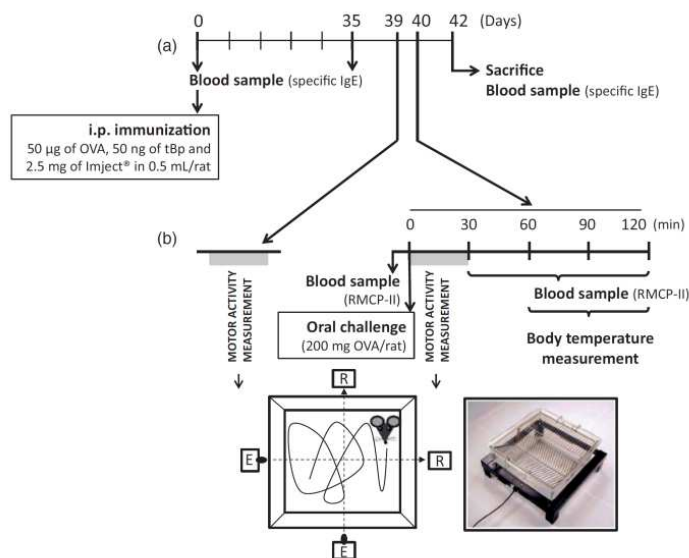 0 35 39 40 42 (Days)
(a)
Blood sample (specific IgE)
Sacrifice
Blood sample (specific IgE)
i.p. immunization
50 µg of OVA, 50 ng of tBp and
2.5 mg of Imject® in 0.5 mL/rat
0 30 60 90 120 (min)
(b)
MOTOR ACTIVITY
MEASUREMENT
Blood sample
(RMCP-II)
Oral challenge
(200 mg OVA/rat)
MOTOR ACTIVITY
MEASUREMENT
Blood sample (RMCP-II)
Body temperature
measurement
R
E
R
E